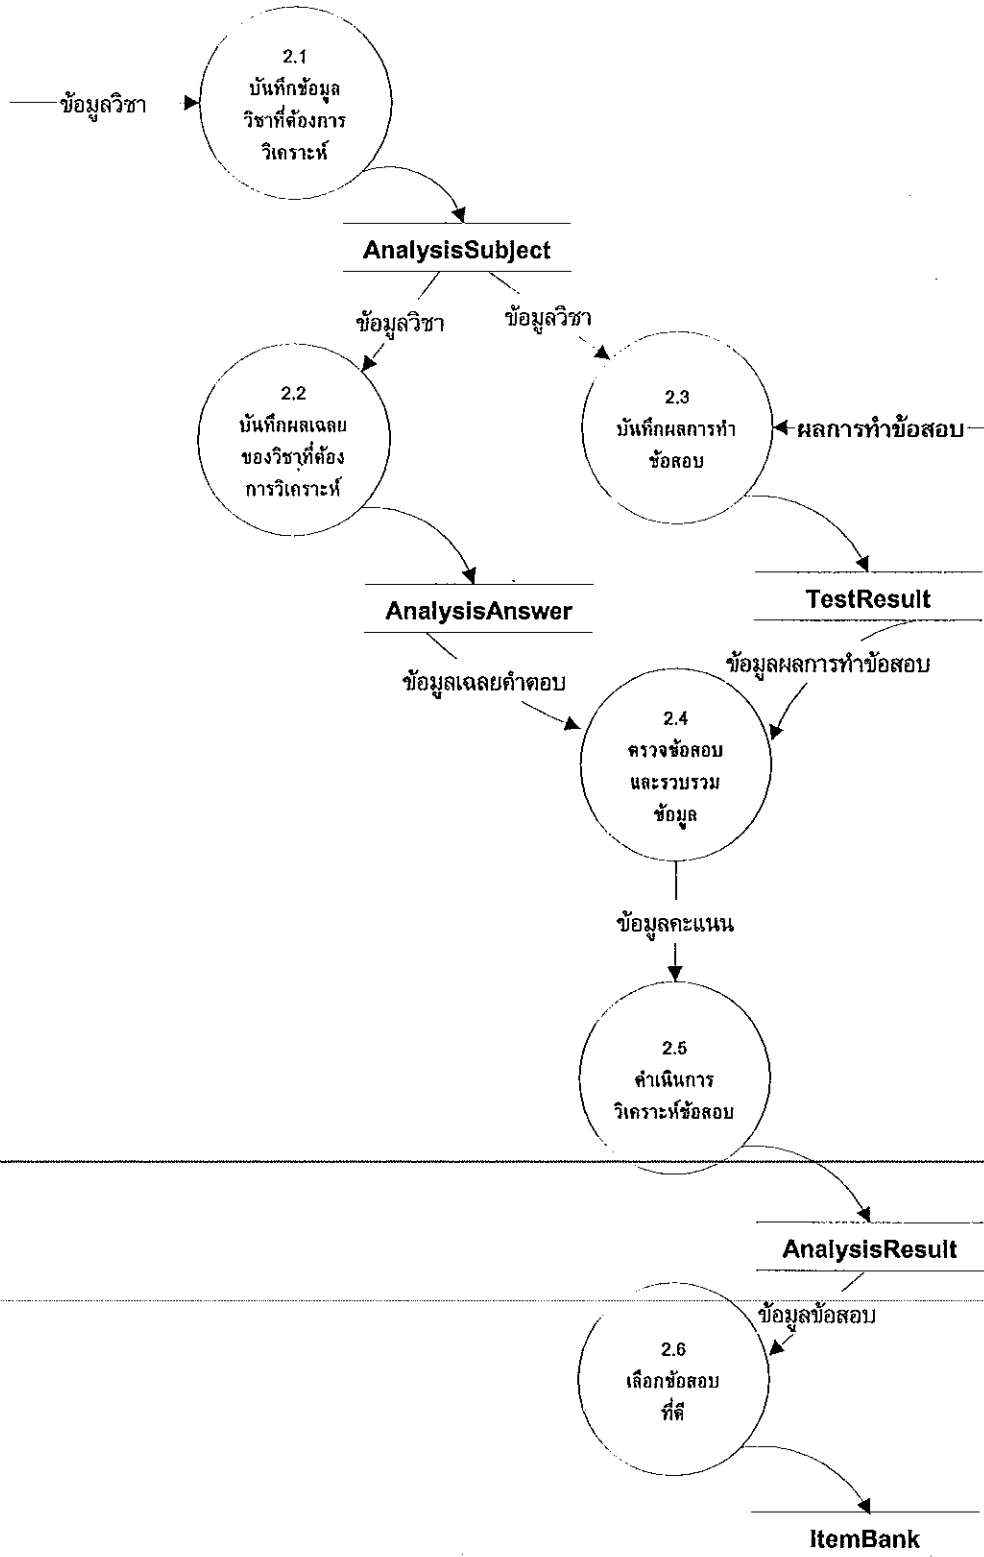 2.1
บันทึกข้อมูล
วิชาที่ต้องการ
วิเคราะห์
ข้อมูลวิชา
AnalysisSubject
ข้อมูลวิชา
ข้อมูลวิชา
2.2
บันทึกผลเฉลย
ของวิชาที่ต้อง
การวิเคราะห์
2.3
บันทึกผลการทำ
ข้อสอบ
ผลการทำข้อสอบ
AnalysisAnswer
TestResult
ข้อมูลเฉลยคำตอบ
ข้อมูลผลการทำข้อสอบ
2.4
ตรวจข้อสอบ
และรวบรวม
ข้อมูล
ข้อมูลคะแนน
2.5
ดำเนินการ
วิเคราะห์ข้อสอบ
AnalysisResult
ข้อมูลข้อสอบ
2.6
เลือกข้อสอบ
ที่ดี
ItemBank